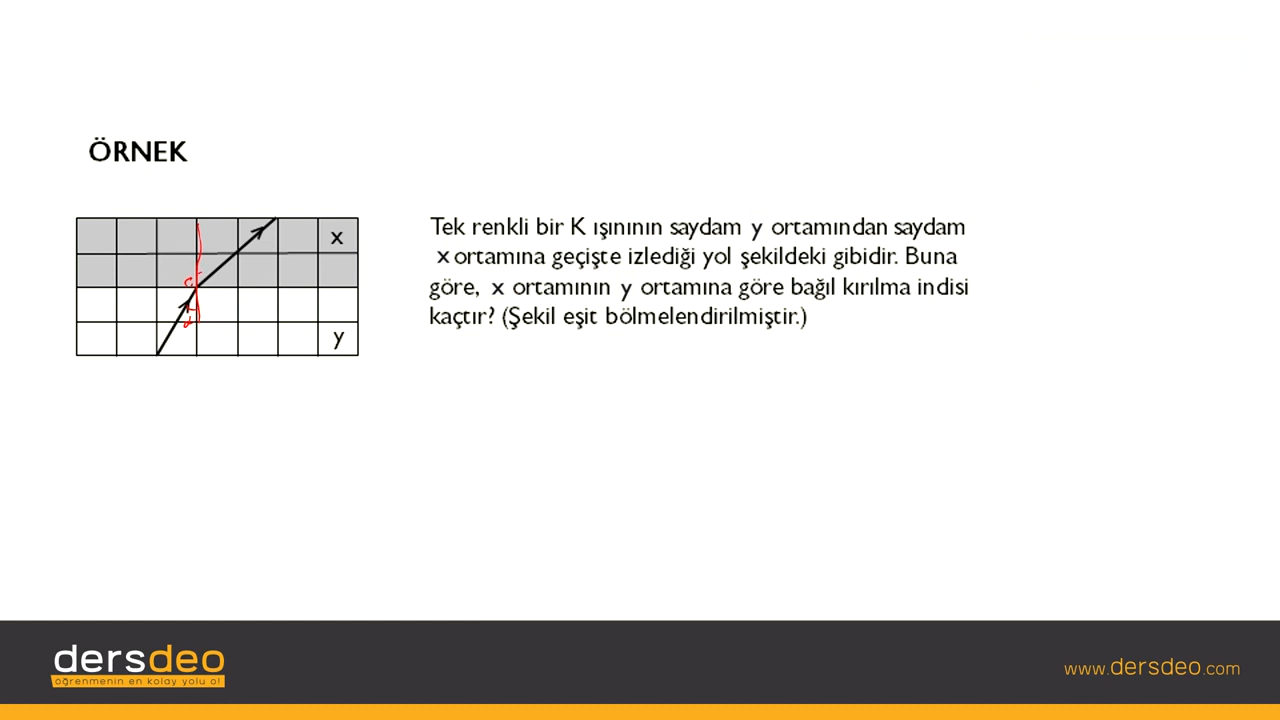 ÖRNEK
x
y
Tek renkli bir K ışınının saydam y ortamından saydam
x ortamına geçişte izlediği yol şekildeki gibidir. Buna
göre, x ortamının y ortamına göre bağıl kırılma indisi
kaçtır? (Şekil eşit bölmelendirilmiştir.)
dersdeo
öğrenmenin en kolay yolu o!
www.dersdeo.com